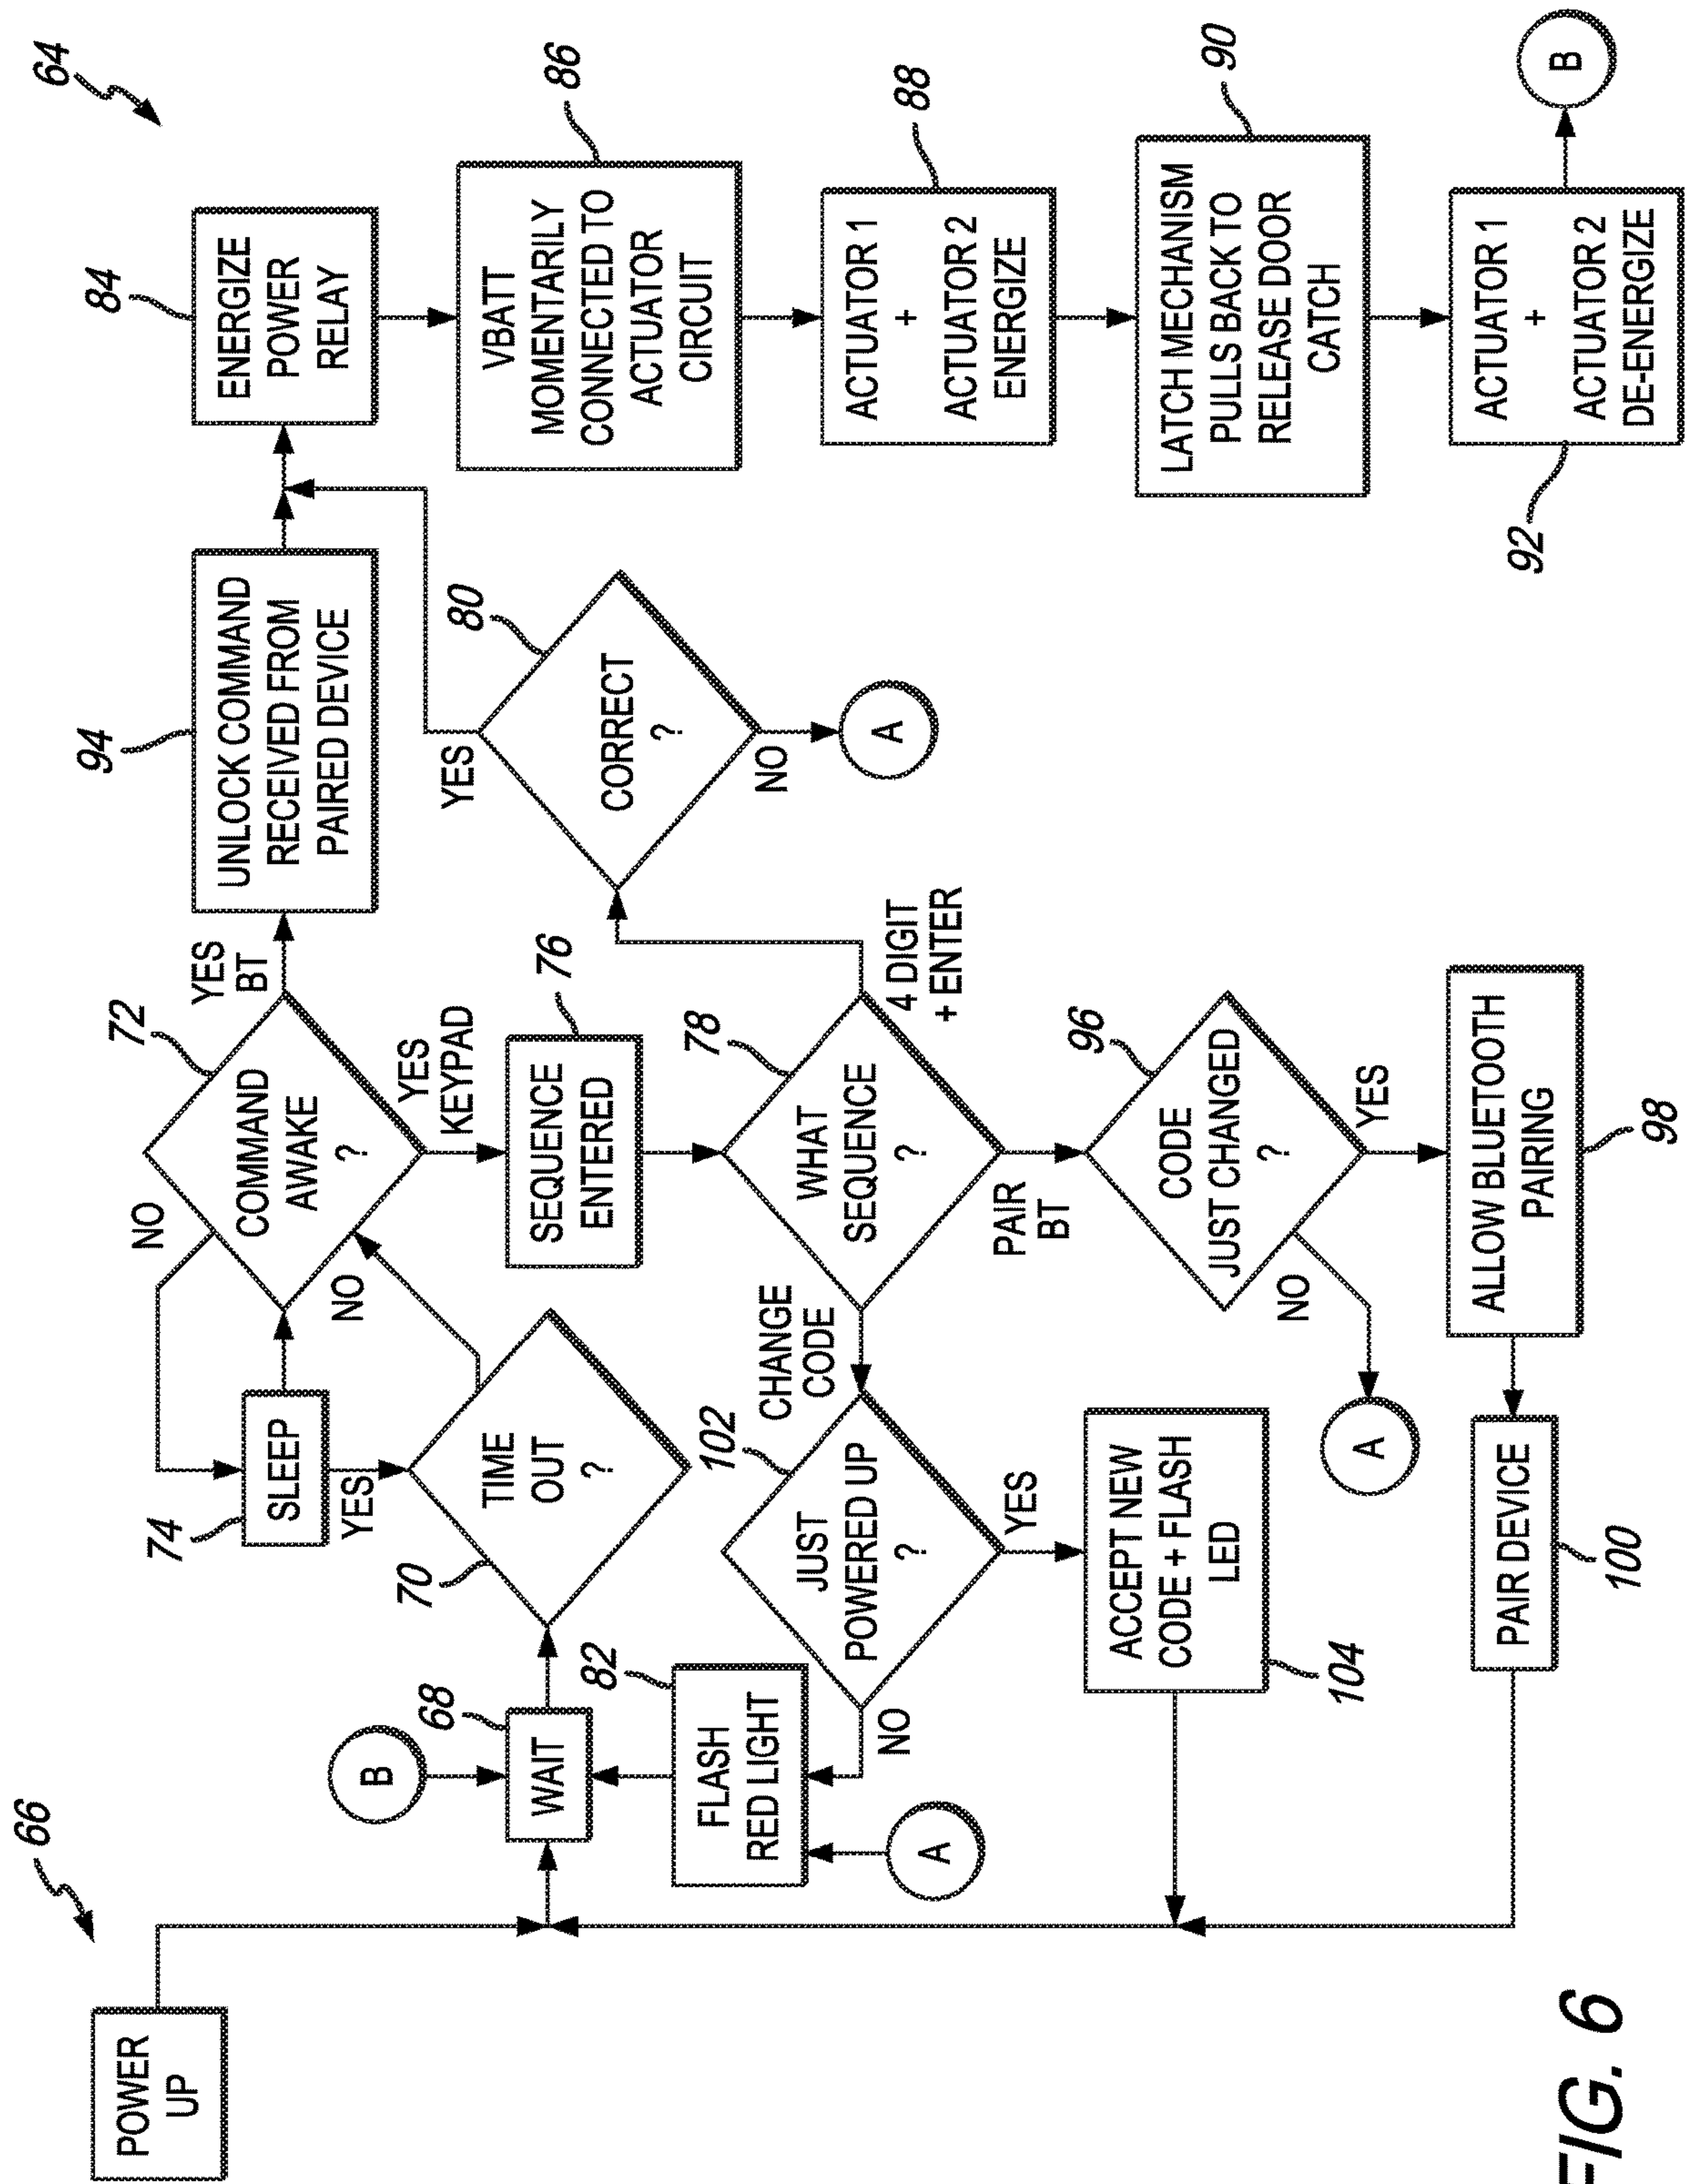 64
66
POWER
UP
B
68
WAIT
82
FLASH
RED LIGHT
A
74
SLEEP
YES
70
TIME
OUT
?
NO
NO
72
COMMAND
AWAKE
?
YES
BT
YES
KEYPAD
94
UNLOCK COMMAND
RECEIVED FROM
PAIRED DEVICE
84
ENERGIZE
POWER
RELAY
86
VBATT
MOMENTARILY
CONNECTED TO
ACTUATOR
CIRCUIT
88
ACTUATOR 1
+
ACTUATOR 2
ENERGIZE
90
LATCH MECHANISM
PULLS BACK TO
RELEASE DOOR
CATCH
92
ACTUATOR 1
+
ACTUATOR 2
DE-ENERGIZE
B
76
SEQUENCE
ENTERED
78
WHAT
SEQUENCE
?
4 DIGIT
+ ENTER
80
CORRECT
?
YES
NO
A
CHANGE
CODE
102
JUST
POWERED UP
?
NO
YES
ACCEPT NEW
CODE + FLASH
LED
104
PAIR
BT
96
CODE
JUST CHANGED
?
NO
A
YES
ALLOW BLUETOOTH
PAIRING
98
PAIR DEVICE
100
FIG. 6